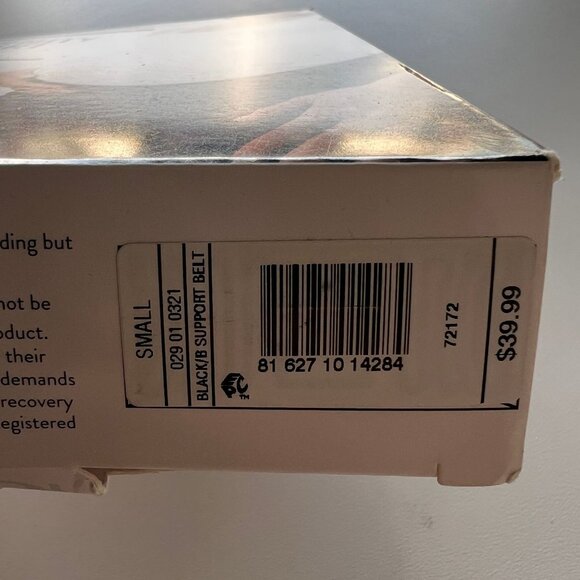 ding but
not be
oduct.
their
demands
recovery
egistered
SMALL
029 01 0321
BLACK/B SUPPORT BELT
81 627 10 14284
72172
$39.99